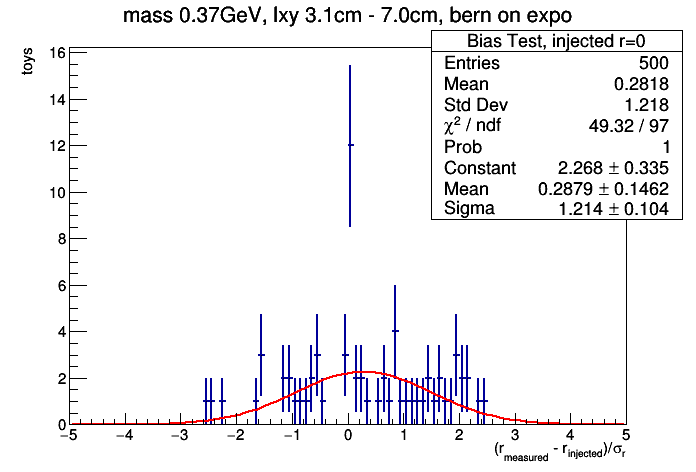 mass 0.37GeV, lxy 3.1cm - 7.0cm, bern on expo
Bias Test, injected r=0
Entries 500
Mean 0.2818
Std Dev 1.218
χ² / ndf 49.32 / 97
Prob 1
Constant 2.268 ± 0.335
Mean 0.2879 ± 0.1462
Sigma 1.214 ± 0.104
toys
16
14
12
10
8
6
4
2
0
−5 −4 −3 −2 −1 0 1 2 3 4 5
(r_measured - r_injected)/σ_r